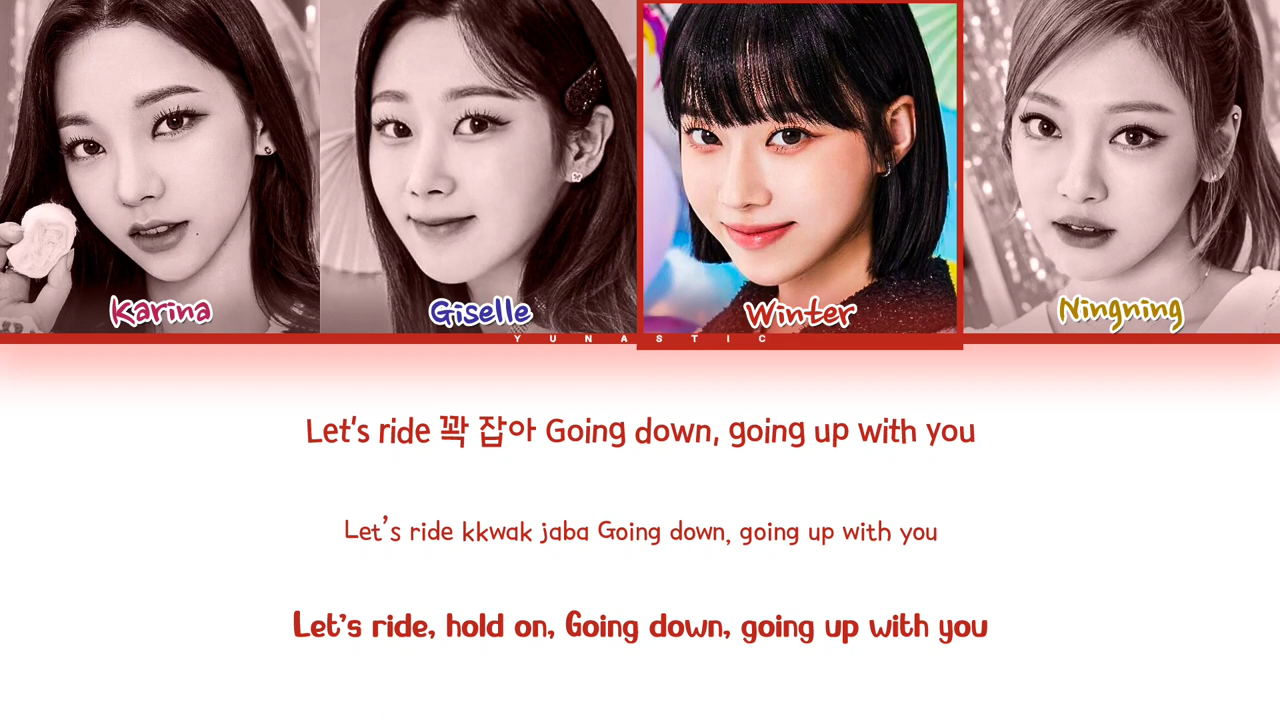 Karina
Giselle
Winter
Ningning
YUNASTIC
Let's ride 꽉 잡아 Going down, going up with you
Let's ride kkwak jaba Going down, going up with you
Let's ride, hold on, Going down, going up with you